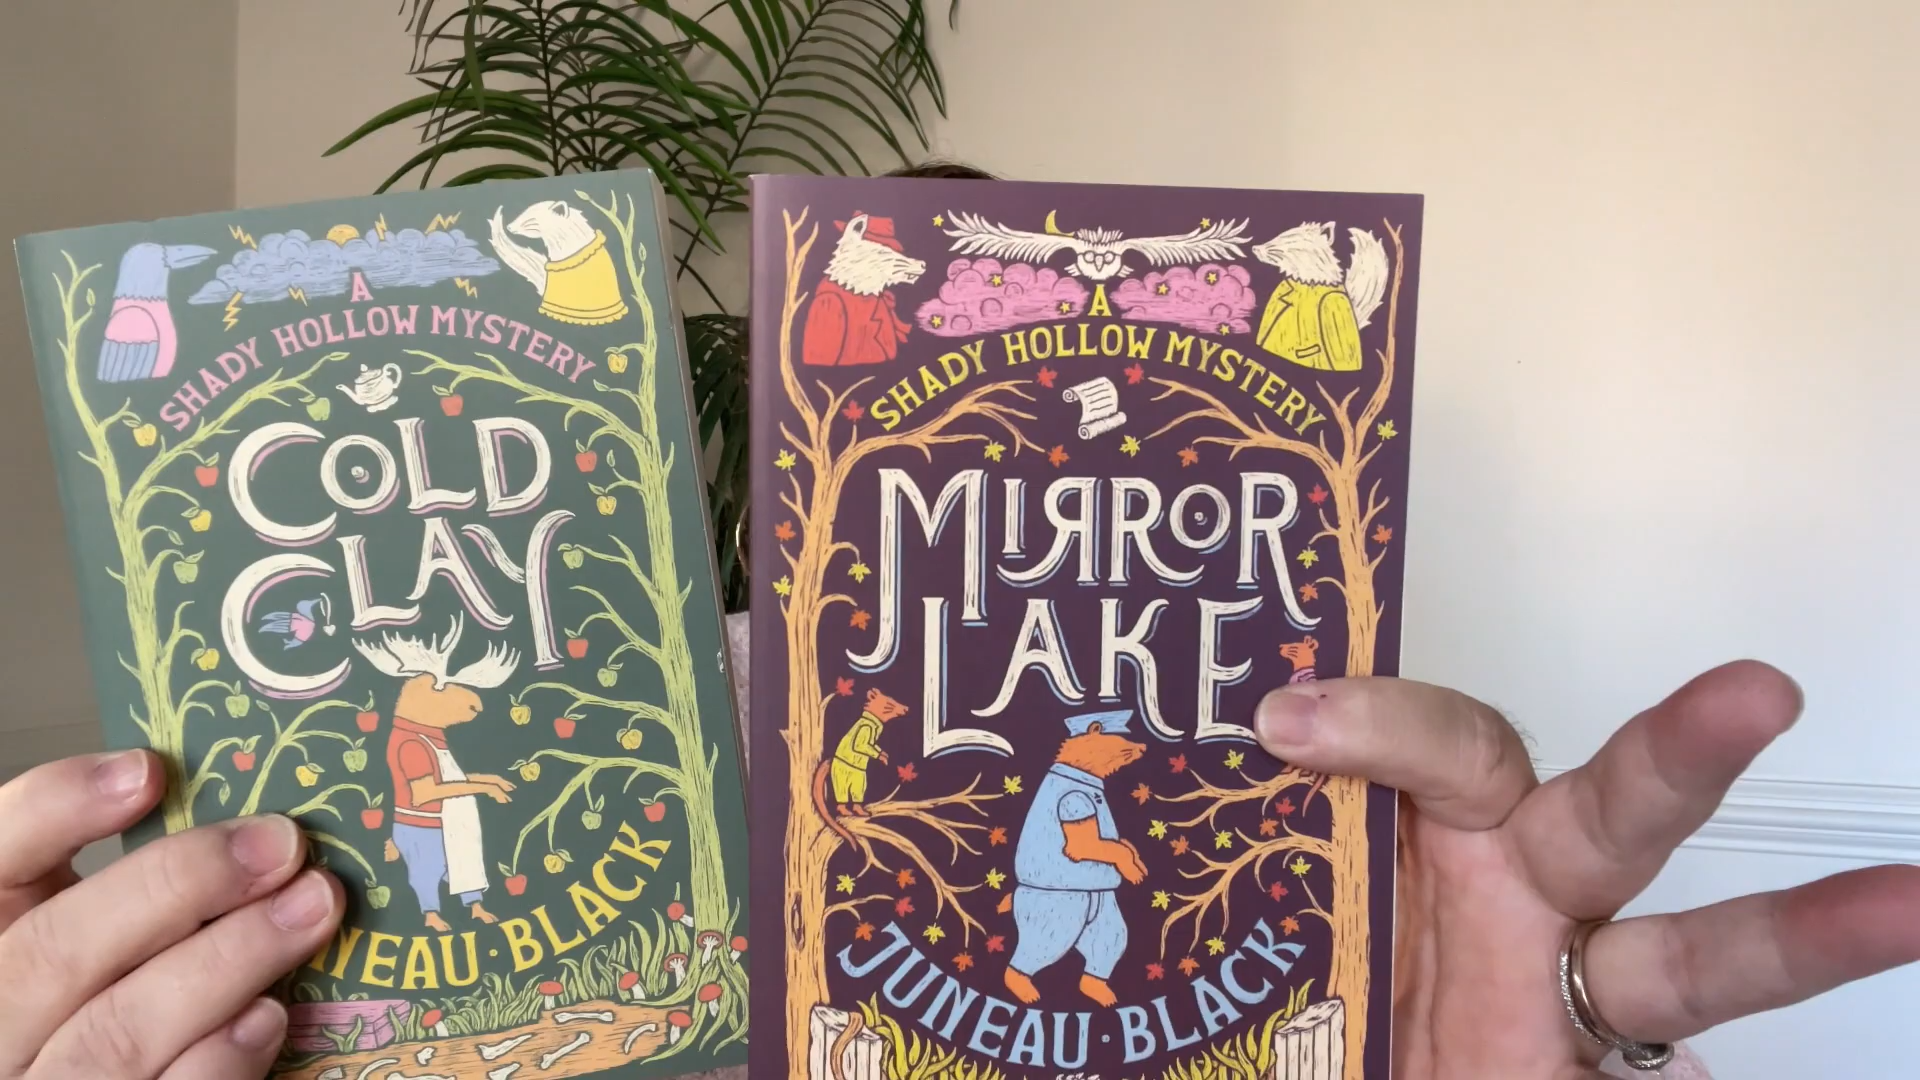 A
SHADY HOLLOW MYSTERY
COLD
CLAY
NEAU · BLACK
A
SHADY HOLLOW MYSTERY
MIRROR
LAKE
JUNEAU · BLACK